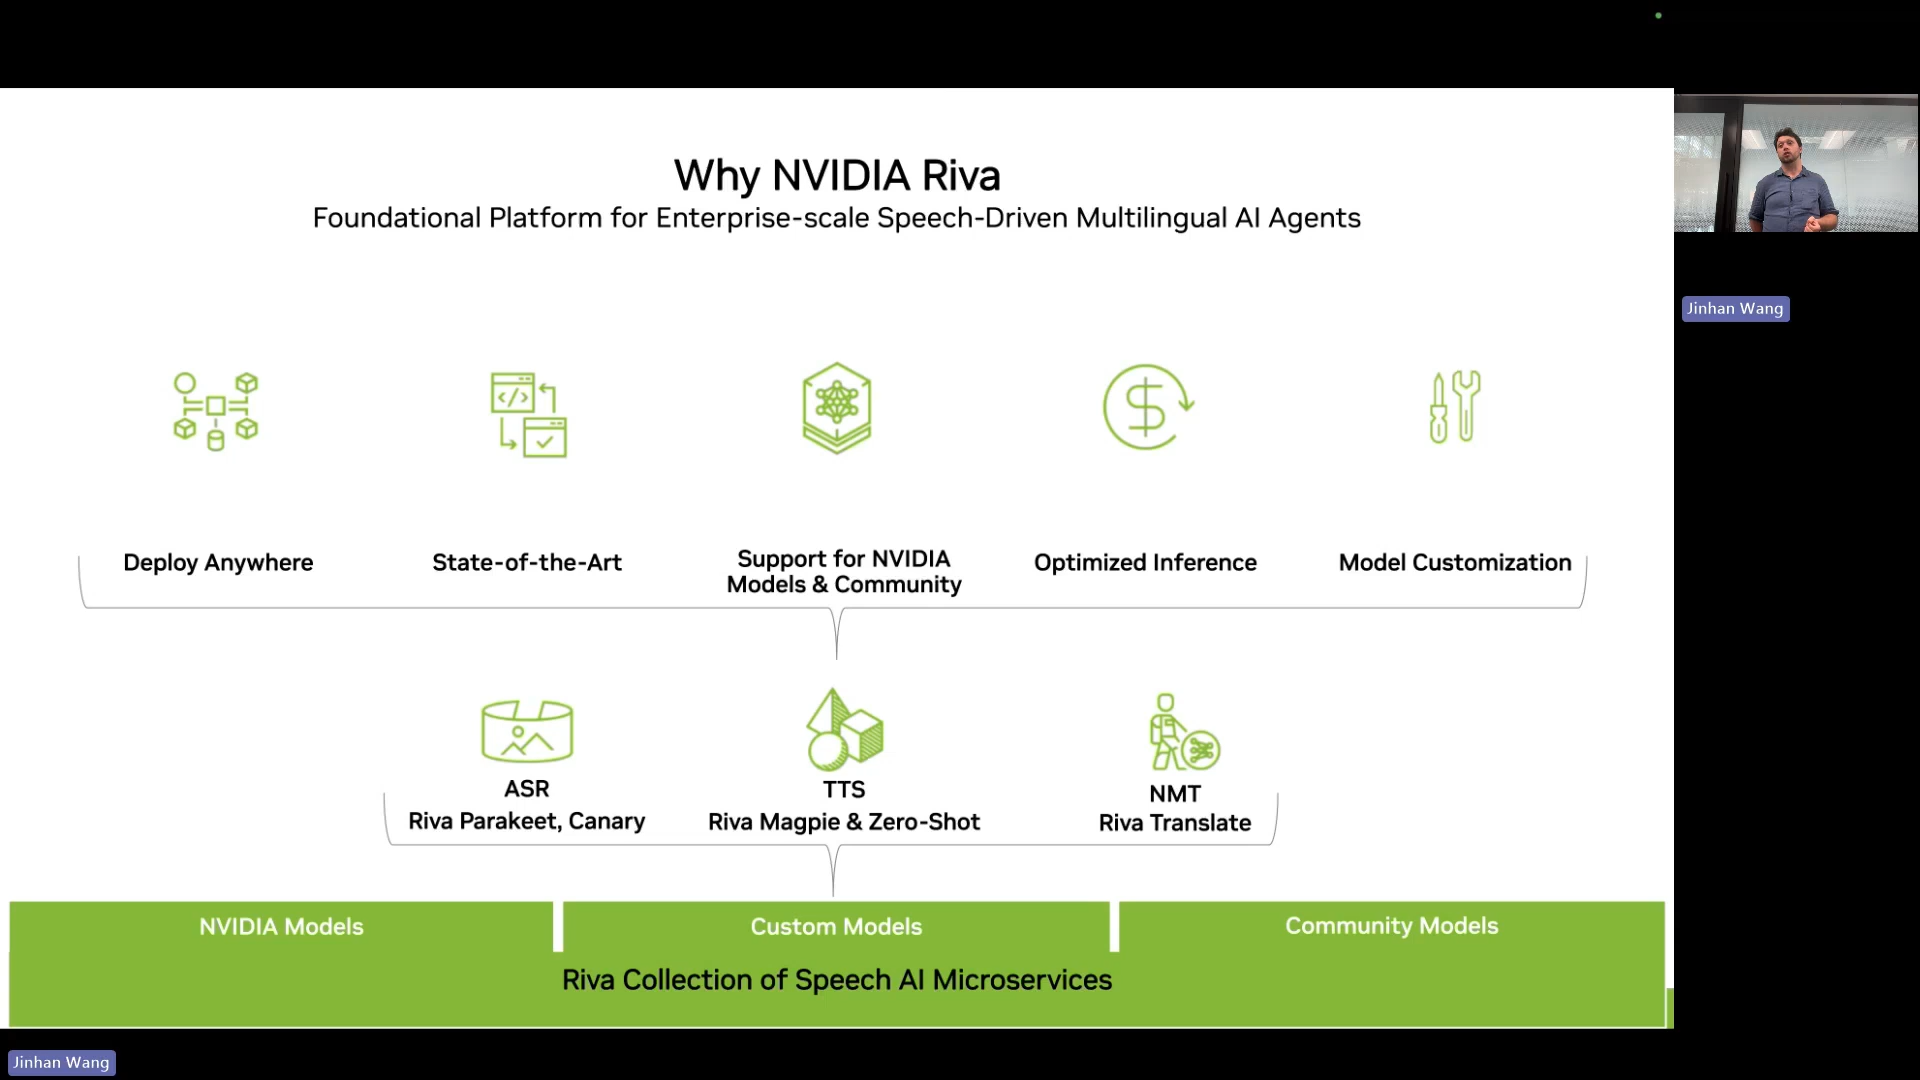 Why NVIDIA Riva
Foundational Platform for Enterprise-scale Speech-Driven Multilingual AI Agents
Jinhan Wang
Deploy Anywhere
State-of-the-Art
Support for NVIDIA
Models & Community
Optimized Inference
Model Customization
ASR
Riva Parakeet, Canary
TTS
Riva Magpie & Zero-Shot
NMT
Riva Translate
NVIDIA Models
Custom Models
Community Models
Riva Collection of Speech AI Microservices
Jinhan Wang